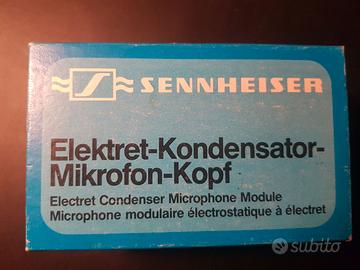 SENNHEISER
Elektret-Kondensator-
Mikrofon-Kopf
Electret Condenser Microphone Module
Microphone modulaire électrostatique à électret
subito